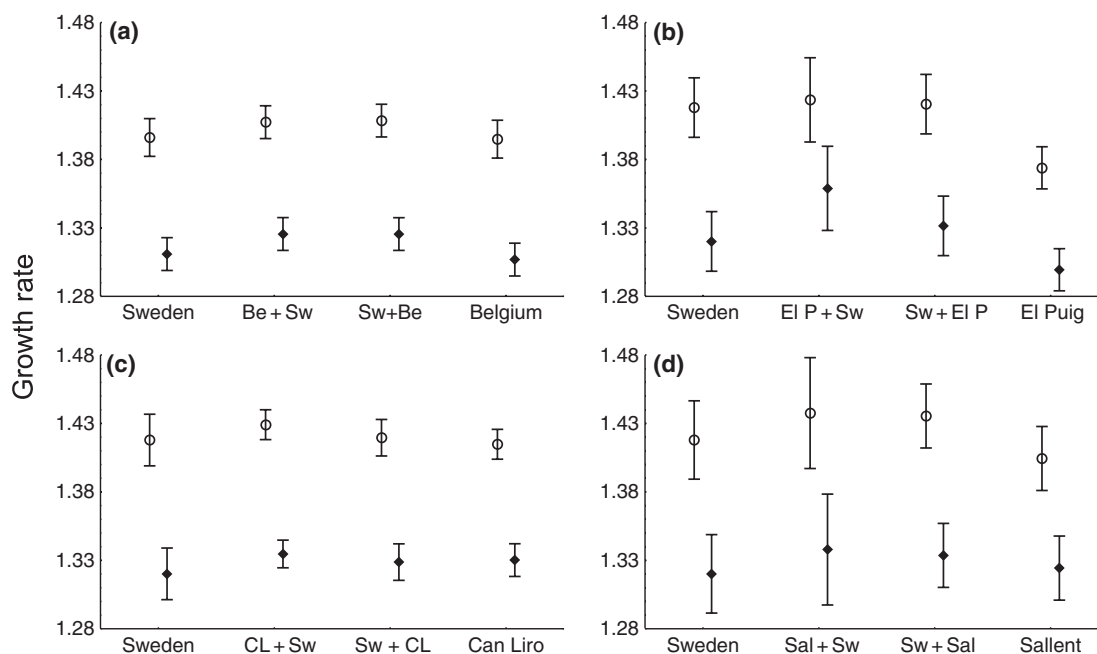 Growth rate
(a)
1.48
1.43
1.38
1.33
1.28
Sweden Be + Sw Sw+Be Belgium
(b)
1.48
1.43
1.38
1.33
1.28
Sweden El P + Sw Sw + El P El Puig
(c)
1.48
1.43
1.38
1.33
1.28
Sweden CL + Sw Sw + CL Can Liro
(d)
1.48
1.43
1.38
1.33
1.28
Sweden Sal + Sw Sw + Sal Sallent